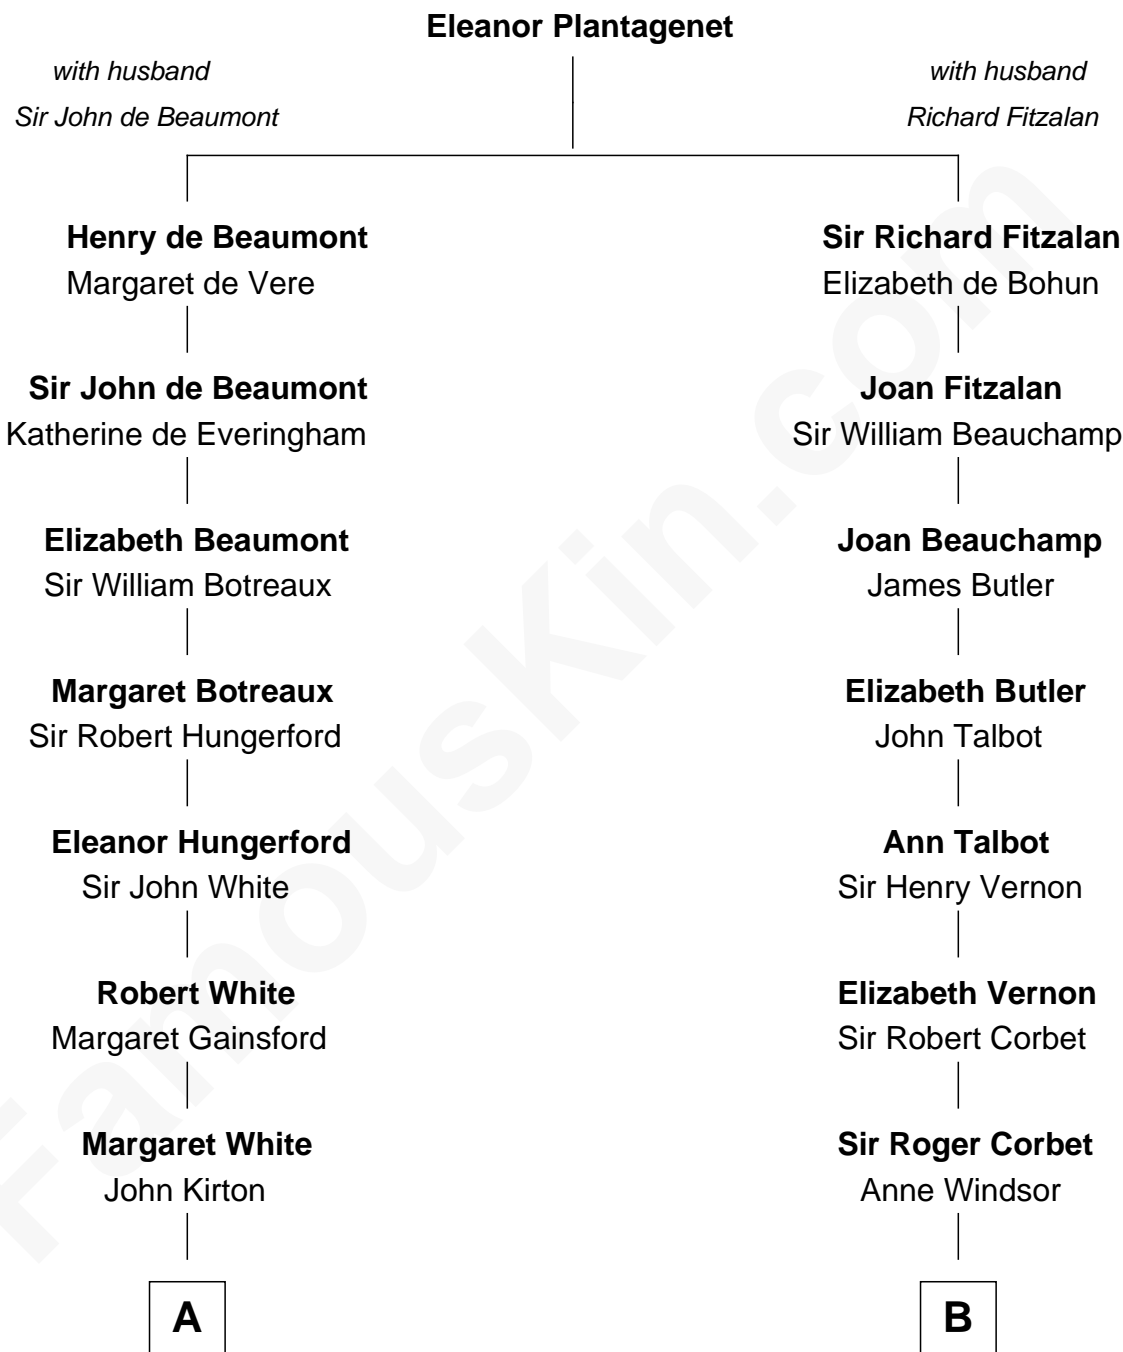 Eleanor Plantagenet
with husband
Sir John de Beaumont
with husband
Richard Fitzalan
Henry de Beaumont
Margaret de Vere
Sir Richard Fitzalan
Elizabeth de Bohun
Sir John de Beaumont
Katherine de Everingham
Joan Fitzalan
Sir William Beauchamp
Elizabeth Beaumont
Sir William Botreaux
Joan Beauchamp
James Butler
Margaret Botreaux
Sir Robert Hungerford
Elizabeth Butler
John Talbot
Eleanor Hungerford
Sir John White
Ann Talbot
Sir Henry Vernon
Robert White
Margaret Gainsford
Elizabeth Vernon
Sir Robert Corbet
Margaret White
John Kirton
Sir Roger Corbet
Anne Windsor
A
B
FamousKin.com